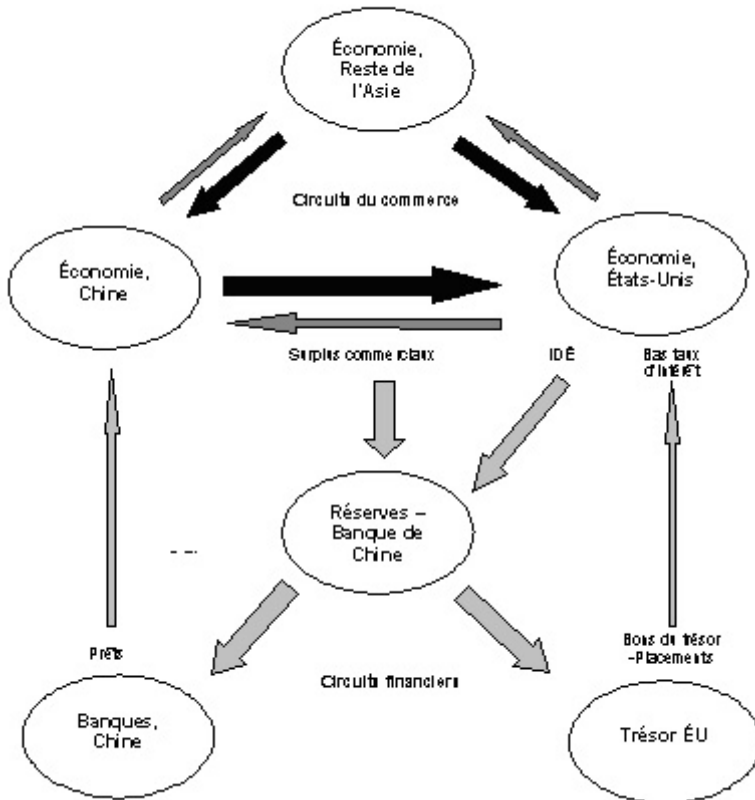 Économie,
Reste de
l'Asie
Circuits du commerce
Économie,
Chine
Économie,
États-Unis
Surplus commerciaux
IDÉ
Bas taux
d'intérêt
Réserves –
Banque de
Chine
Prêts
Bons du trésor
-Placements
Circuits financiers
Banques,
Chine
Trésor ÉU